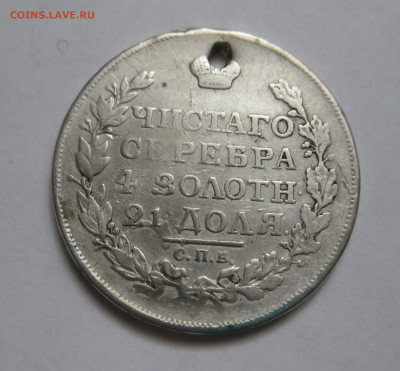 COINS.LAVE.RU
ЧИСТАГО
СЕРЕБРА
4 ЗОЛОТН
21 ДОЛЯ.
С.П.Б.